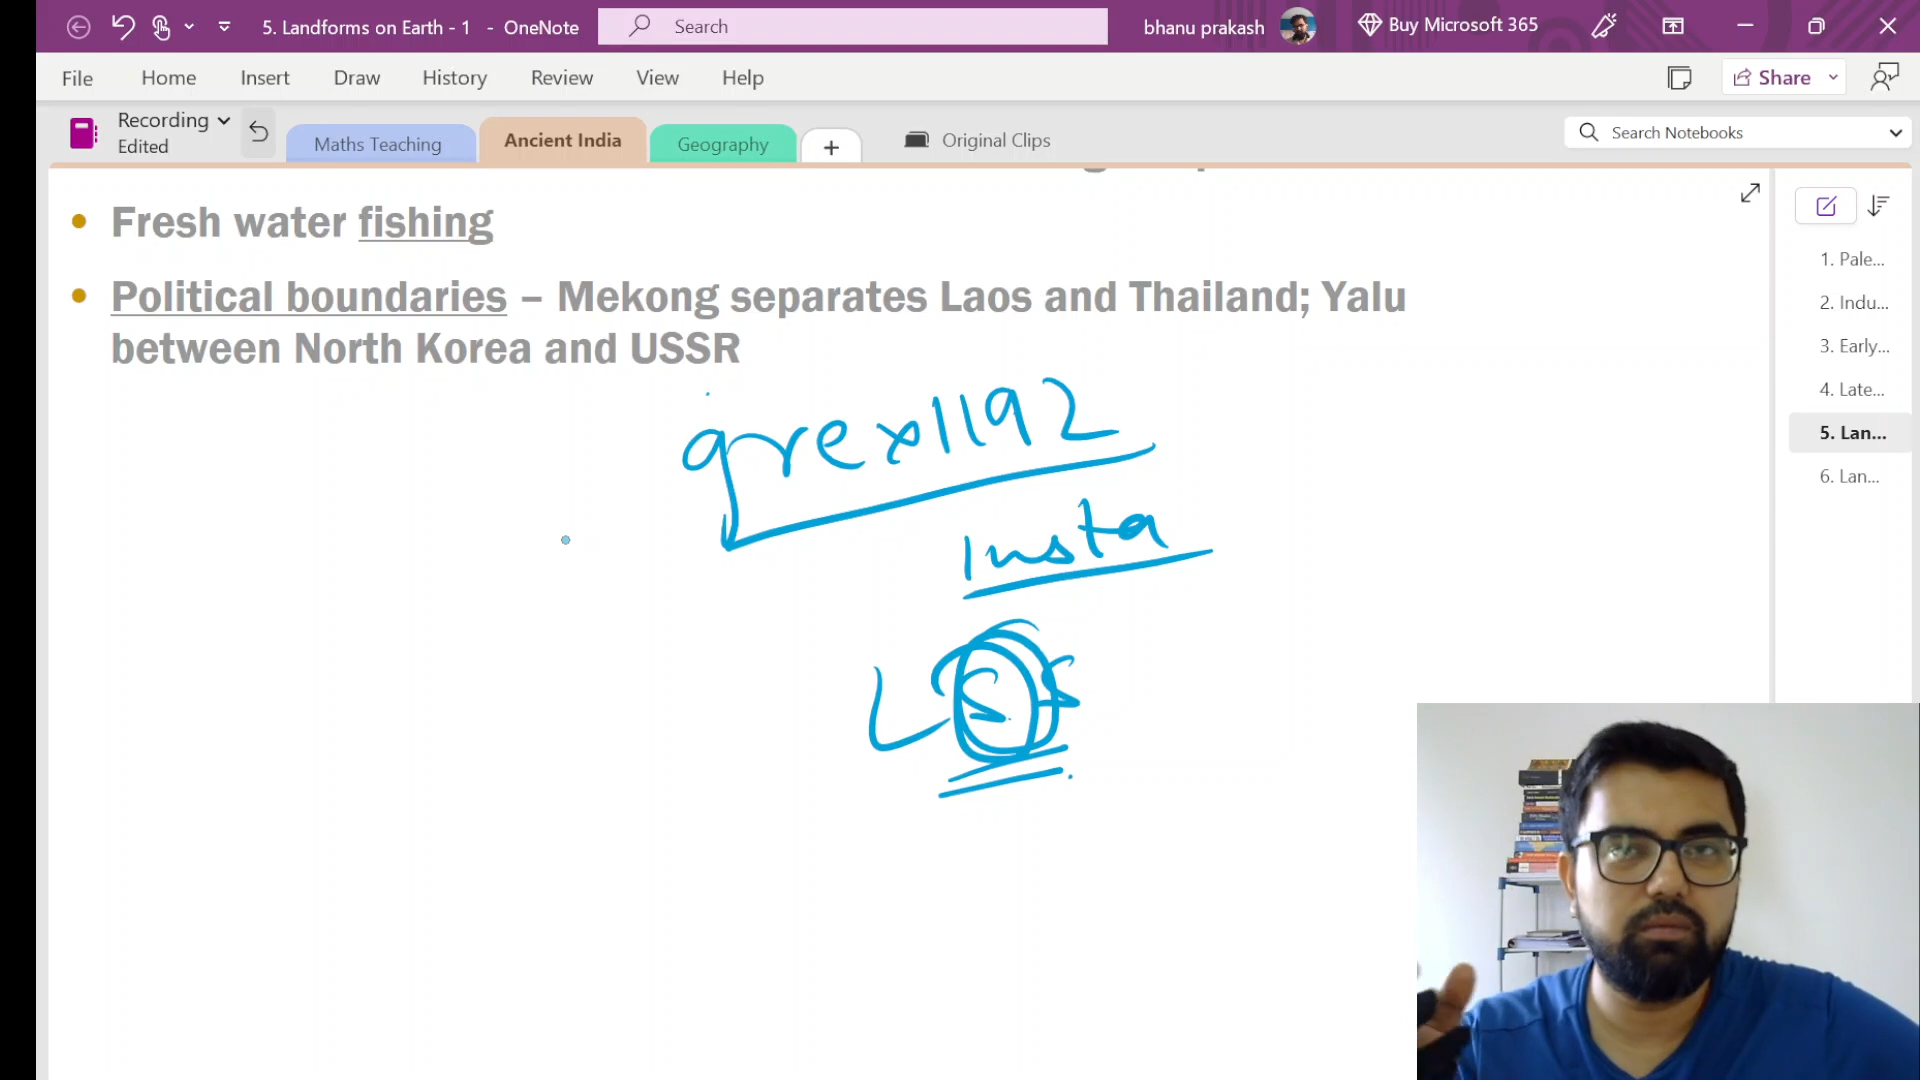 5. Landforms on Earth - 1 - OneNote
Search
bhanu prakash
Buy Microsoft 365
File Home Insert Draw History Review View Help
Share
Recording
Edited
Maths Teaching
Ancient India
Geography
+
Original Clips
Search Notebooks
• Fresh water fishing
• Political boundaries – Mekong separates Laos and Thailand; Yalu
between North Korea and USSR
1. Pale...
2. Indu...
3. Early...
4. Late...
5. Lan...
6. Lan...
grex1192
Insta
LSS